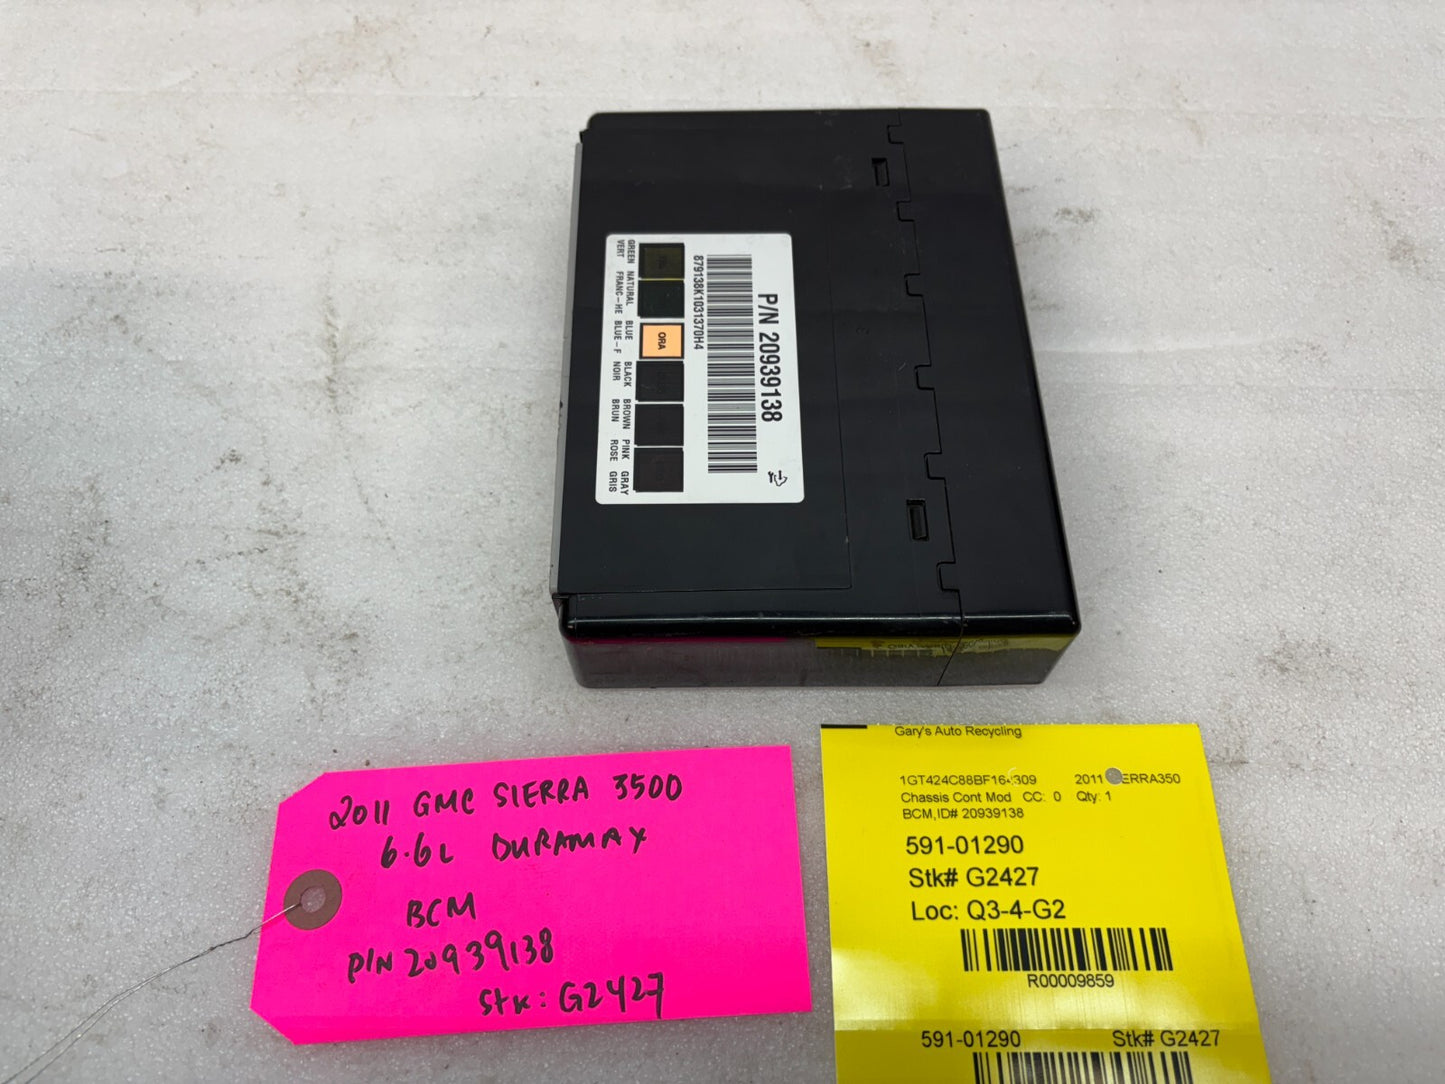 P/N 20939138
879138K1031370H4
ORA
GREEN NATURAL BLUE BLACK BROWN PINK GRAY
VERT FRANC-HE BLUE-F NOIR BRUN ROSE GRIS
2011 GMC SIERRA 3500
6.6L DURAMAX
BCM
P/N 20939138
Stk: G2427
Gary's Auto Recycling
2011
Chassis Cont Mod CC: 0 Qty: 1
BCM,ID# 20939138
591-01290
Stk# G2427
Loc: Q3-4-G2
R00009859
591-01290 Stk# G2427